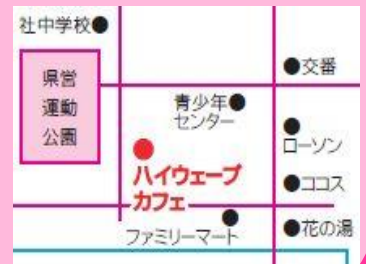 社中学校
県営
運動
公園
交番
青少年
センター
ローソン
ハイウェーブ
カフェ
ココス
ファミリーマート
花の湯